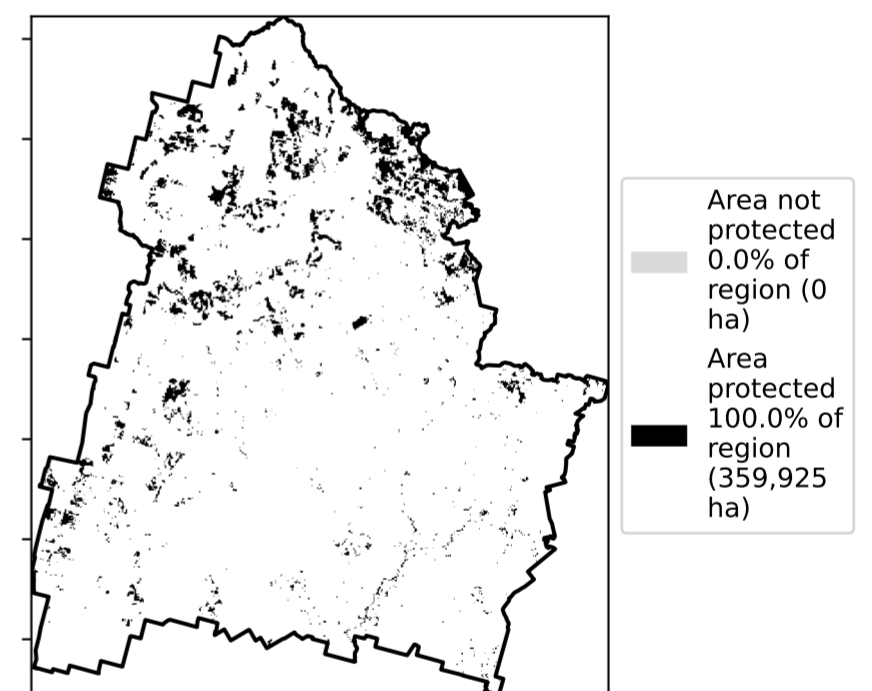 Area not
protected
0.0% of
region (0
ha)
Area
protected
100.0% of
region
(359,925
ha)